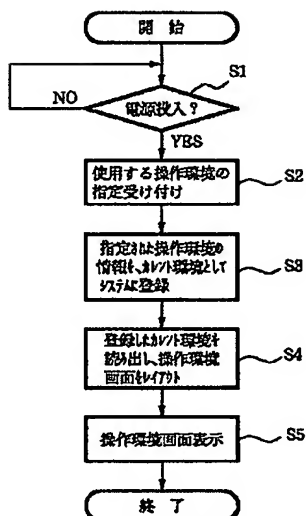 開始
S1
NO
電源投入?
YES
使用する操作環境の
指定受け付け
S2
指定された操作環境の
情報を、カレント環境として
システムに登録
S3
登録したカレント環境を
読み出し、操作環境
画面をレイアウト
S4
操作環境画面表示
S5
終了